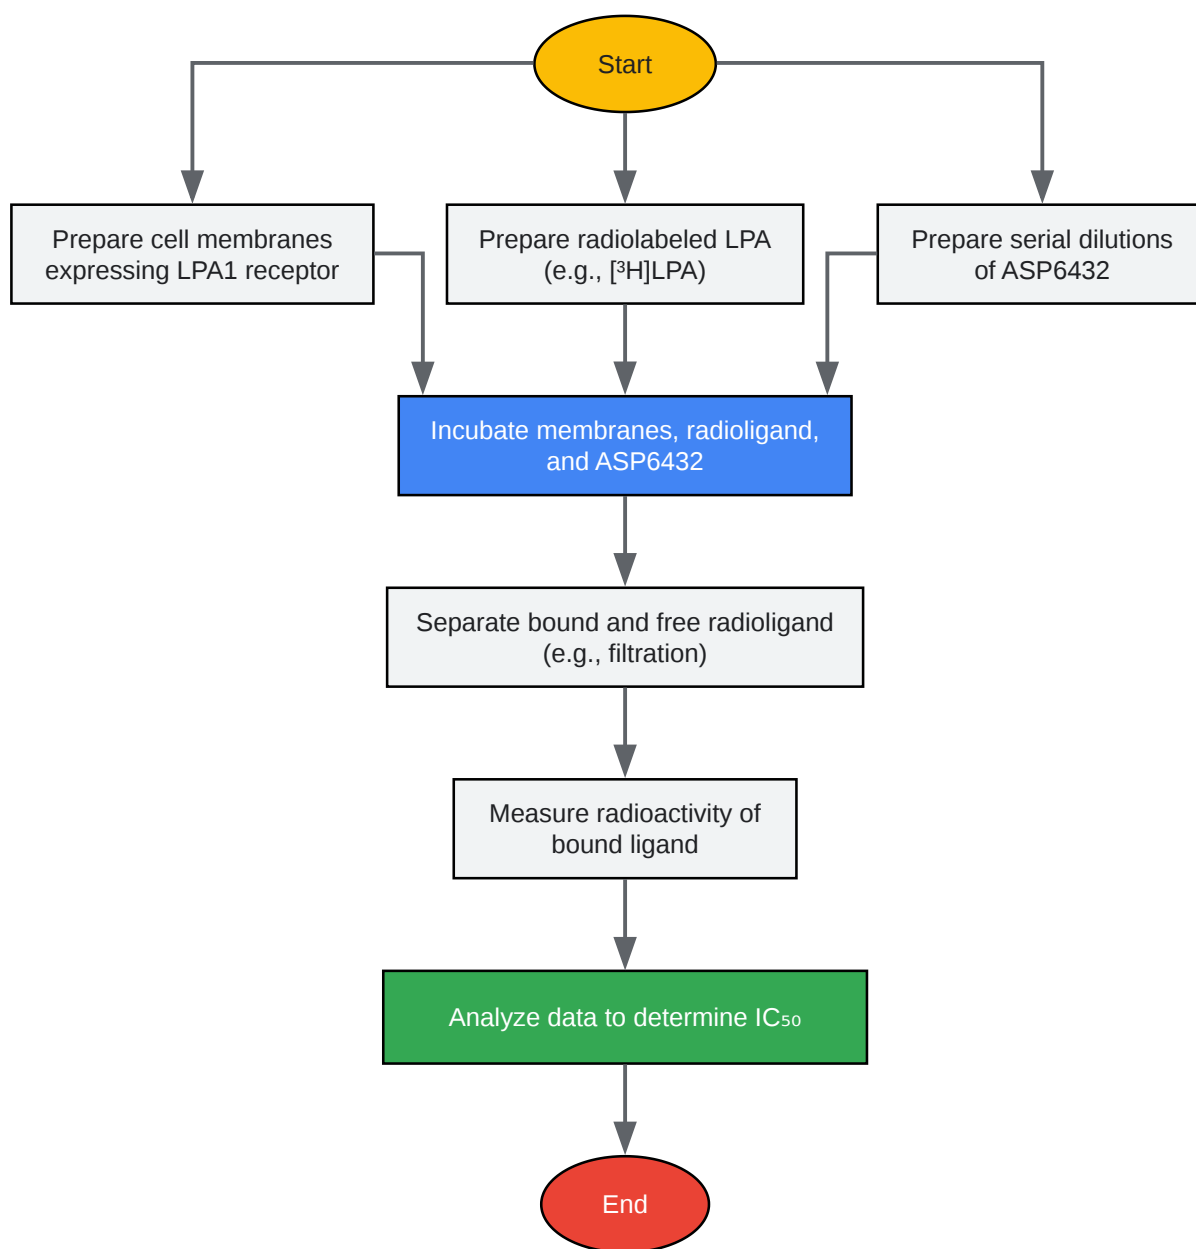 Start
Prepare cell membranes
expressing LPA1 receptor
Prepare radiolabeled LPA
(e.g., [³H]LPA)
Prepare serial dilutions
of ASP6432
Incubate membranes, radioligand,
and ASP6432
Separate bound and free radioligand
(e.g., filtration)
Measure radioactivity of
bound ligand
Analyze data to determine IC₅₀
End